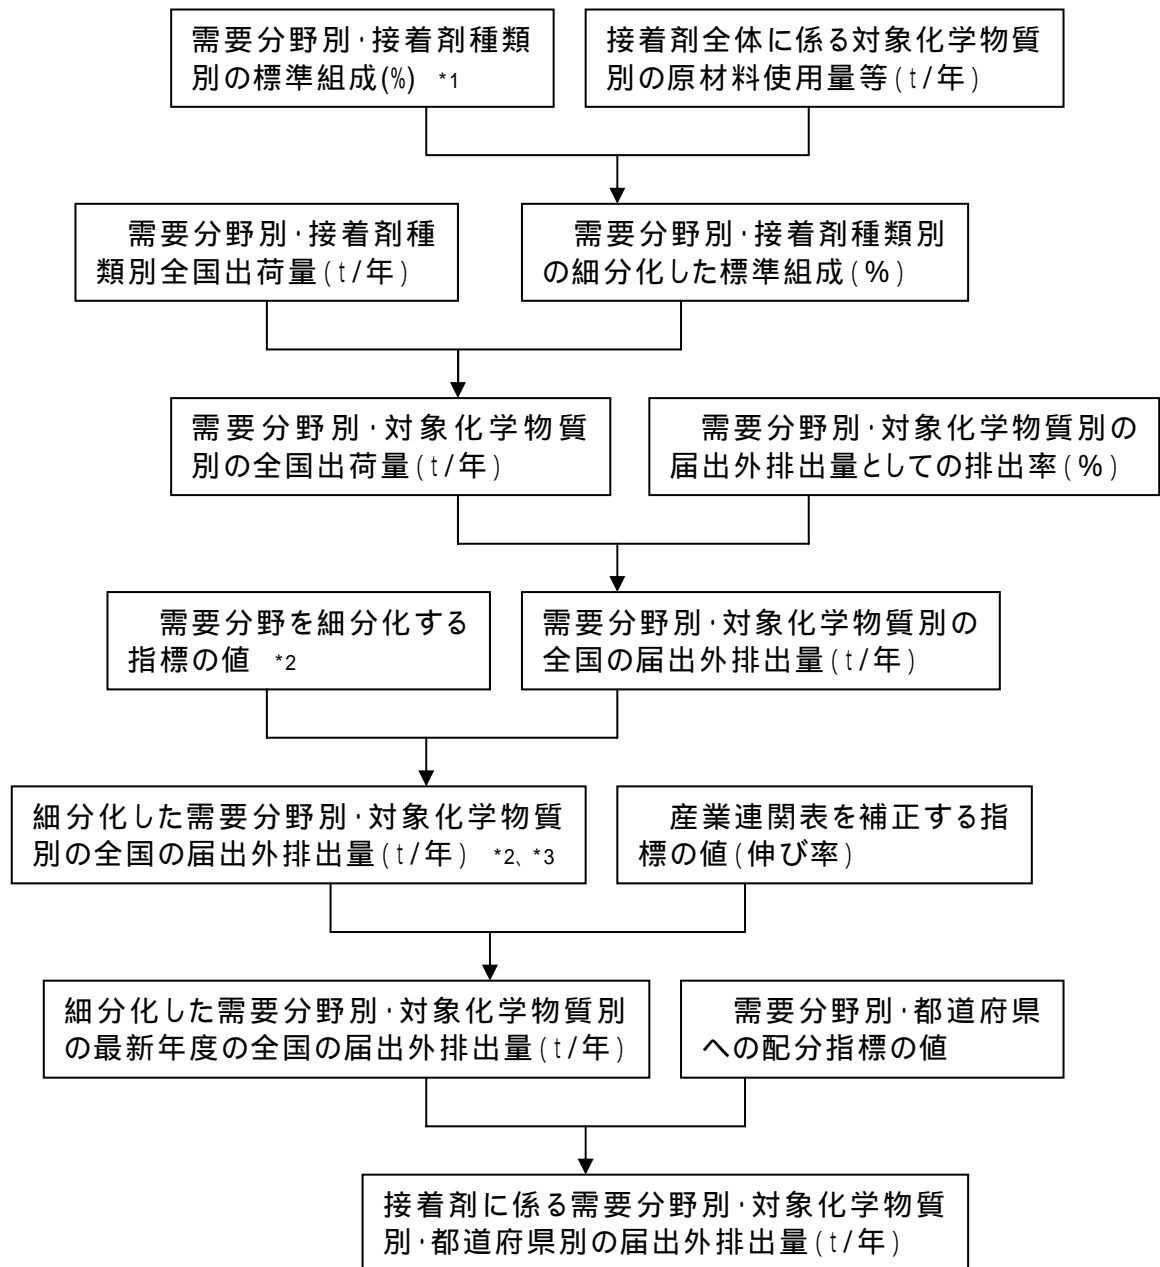 需要分野別・接着剤種類
別の標準組成(%) *1
接着剤全体に係る対象化学物質
別の原材料使用量等(t/年)
需要分野別・接着剤種
類別全国出荷量(t/年)
需要分野別・接着剤種類別
の細分化した標準組成(%)
需要分野別・対象化学物質
別の全国出荷量(t/年)
需要分野別・対象化学物質別の
届出外排出量としての排出率(%)
需要分野を細分化する
指標の値 *2
需要分野別・対象化学物質別の
全国の届出外排出量(t/年)
細分化した需要分野別・対象化学物質
別の全国の届出外排出量(t/年) *2、*3
産業連関表を補正する指
標の値(伸び率)
細分化した需要分野別・対象化学物質別
の最新年度の全国の届出外排出量(t/年)
需要分野別・都道府県
への配分指標の値
接着剤に係る需要分野別・対象化学物質
別・都道府県別の届出外排出量(t/年)